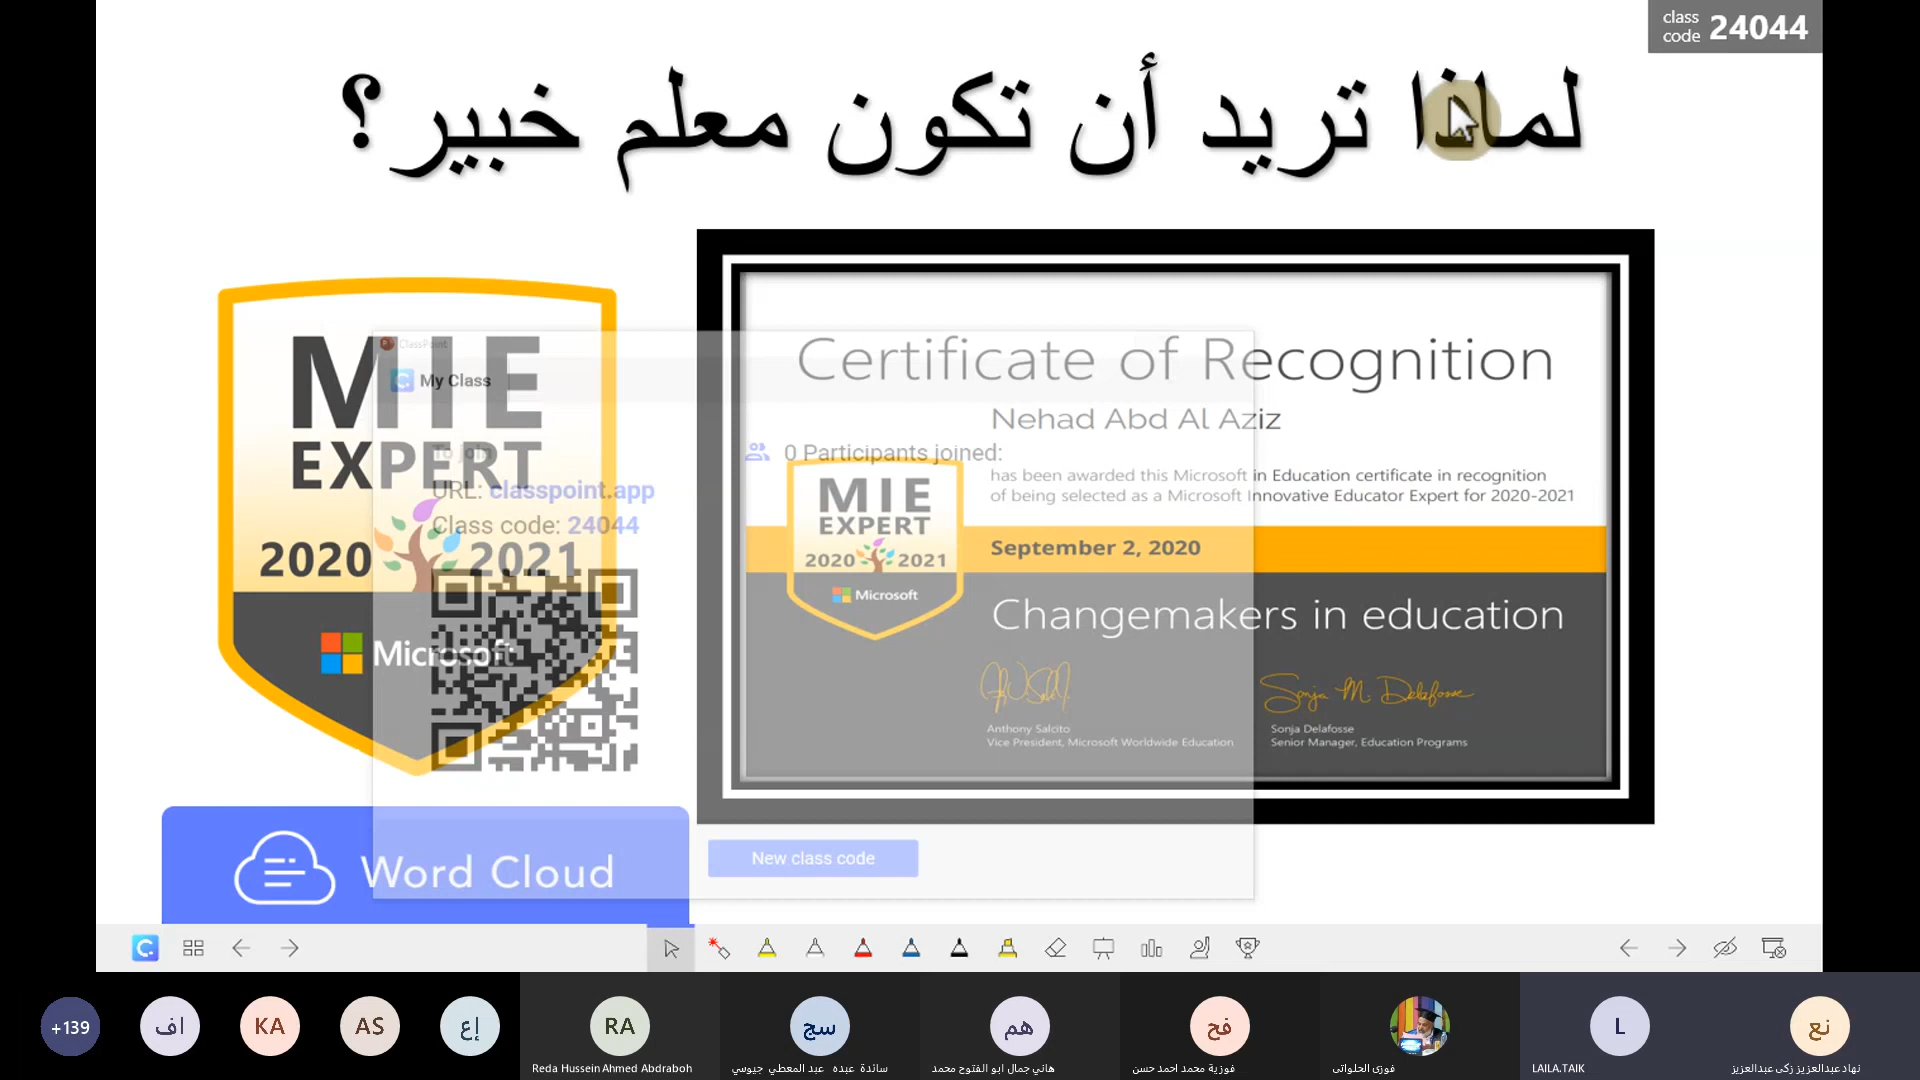 class code 24044
لماذا تريد أن تكون معلم خبير؟
MIE
EXPERT
2020 2021
Microsoft
ClassPoint
My Class
To join
URL: classpoint.app
Class code: 24044
0 Participants joined:
New class code
Certificate of Recognition
Nehad Abd Al Aziz
has been awarded this Microsoft in Education certificate in recognition
of being selected as a Microsoft Innovative Educator Expert for 2020-2021
MIE
EXPERT
2020 2021
Microsoft
September 2, 2020
Changemakers in education
Sonja M. Delafosse
Anthony Salcito
Vice President, Microsoft Worldwide Education
Sonja Delafosse
Senior Manager, Education Programs
Word Cloud
+139
اف
KA
AS
إع
RA
Reda Hussein Ahmed Abdraboh
سج
سائدة عبده عبد المعطي جيوسي
هم
هاني جمال ابو الفتوح محمد
فح
فوزية محمد احمد حسن
فوزى الحلواتى
L
LAILA.TAIK
نع
نهاد عبدالعزيز زكى عبدالعزيز